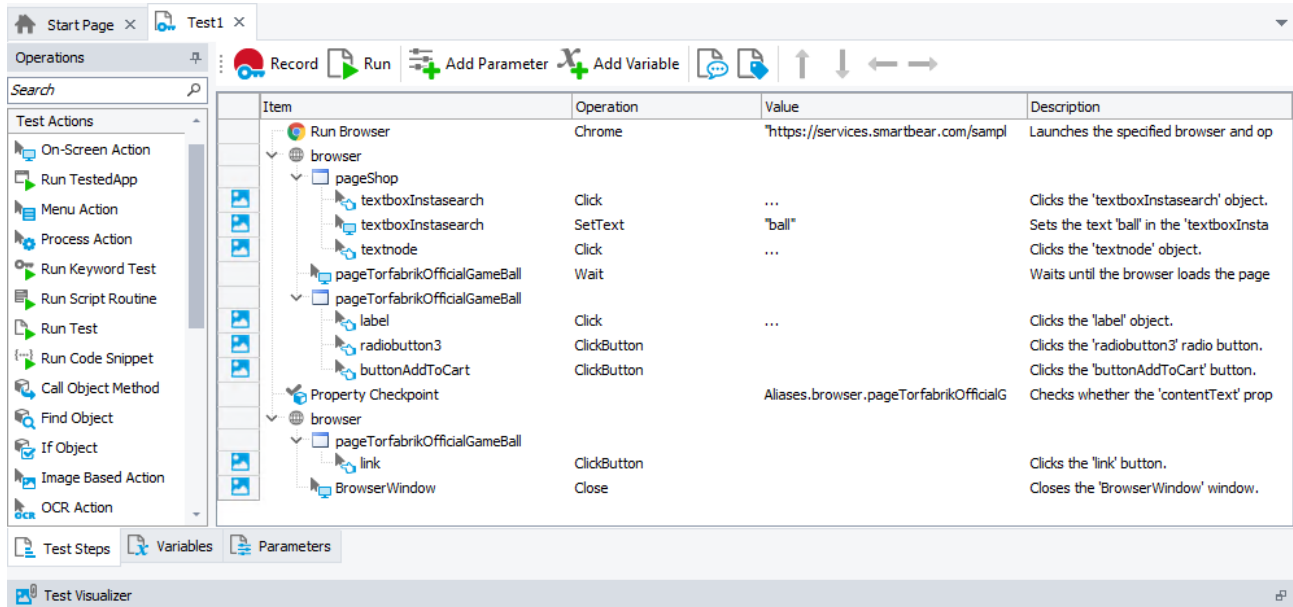 Start Page
Test1
Operations
Record Run Add Parameter Add Variable
Search
Test Actions
On-Screen Action
Run TestedApp
Menu Action
Process Action
Run Keyword Test
Run Script Routine
Run Test
Run Code Snippet
Call Object Method
Find Object
If Object
Image Based Action
OCR Action
Item Operation Value Description
Run Browser Chrome "https://services.smartbear.com/sampl Launches the specified browser and op
browser
pageShop
textboxInstasearch Click ... Clicks the 'textboxInstasearch' object.
textboxInstasearch SetText "ball" Sets the text 'ball' in the 'textboxInsta
textnode Click ... Clicks the 'textnode' object.
pageTorfabrikOfficialGameBall Wait Waits until the browser loads the page
pageTorfabrikOfficialGameBall
label Click ... Clicks the 'label' object.
radiobutton3 ClickButton Clicks the 'radiobutton3' radio button.
buttonAddToCart ClickButton Clicks the 'buttonAddToCart' button.
Property Checkpoint Aliases.browser.pageTorfabrikOfficialG Checks whether the 'contentText' prop
browser
pageTorfabrikOfficialGameBall
link ClickButton Clicks the 'link' button.
BrowserWindow Close Closes the 'BrowserWindow' window.
Test Steps Variables Parameters
Test Visualizer